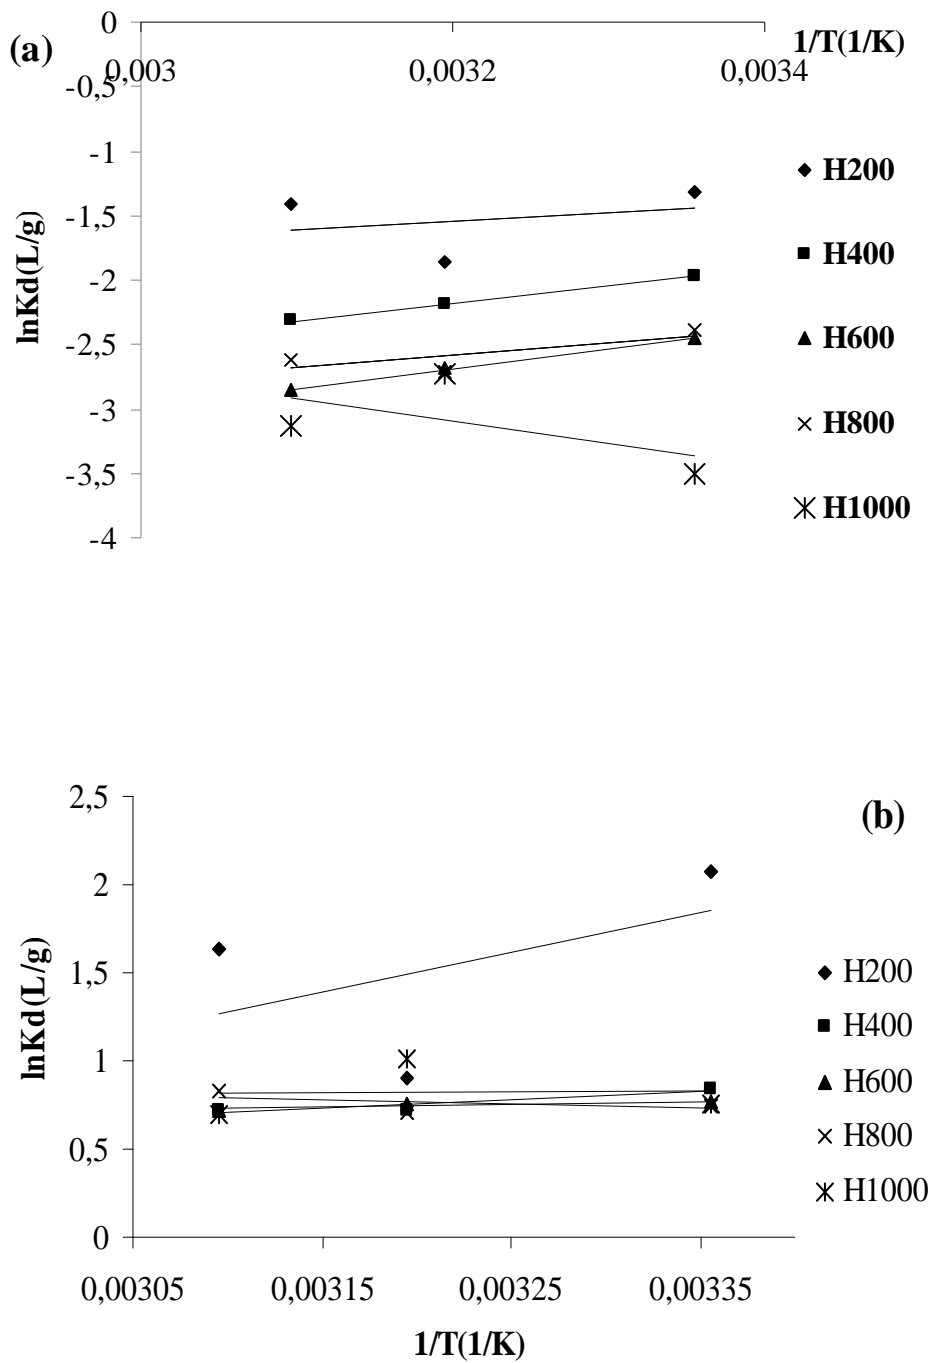 (a)
0
1/T(1/K)
0,003
0,0032
0,0034
-0,5
-1
-1,5
-2
-2,5
-3
-3,5
-4
lnKd(L/g)
H200
H400
H600
H800
H1000
(b)
2,5
2
1,5
1
0,5
0
lnKd(L/g)
0,00305
0,00315
0,00325
0,00335
1/T(1/K)
H200
H400
H600
H800
H1000